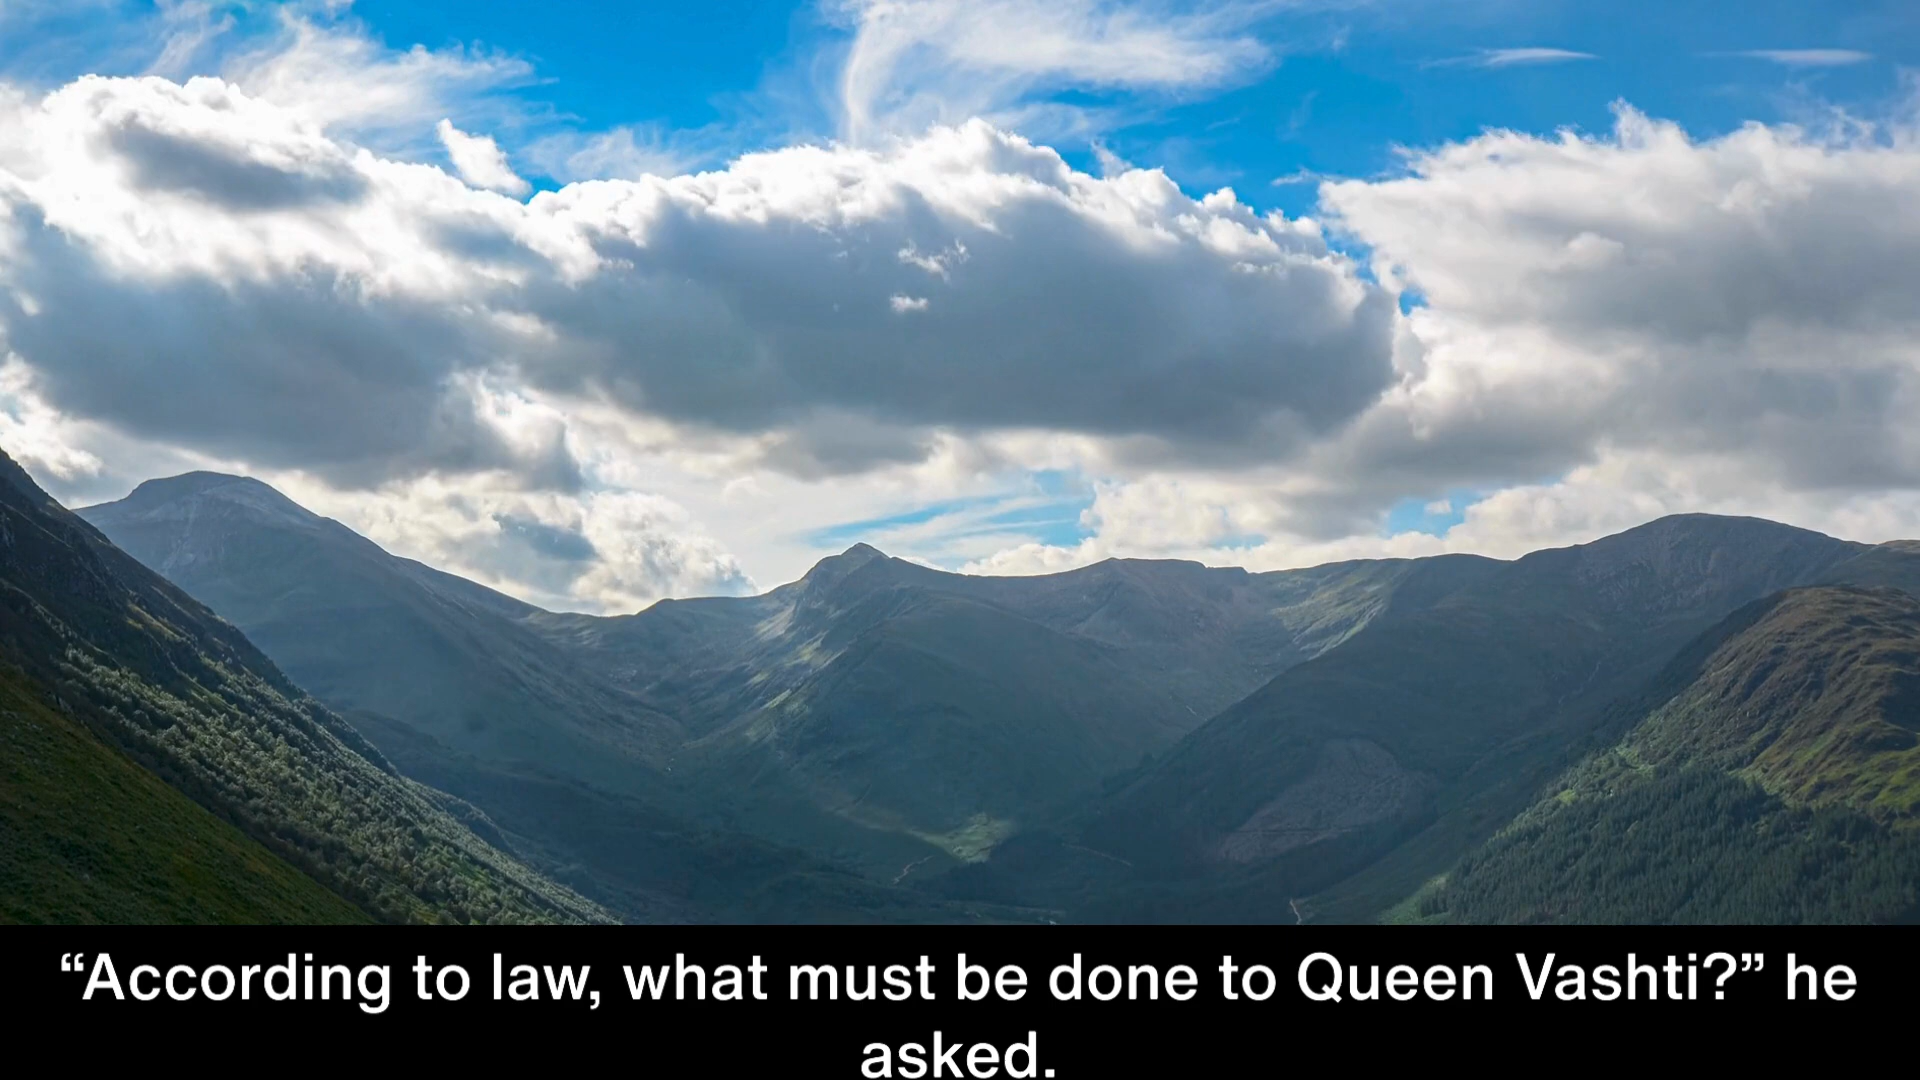 “According to law, what must be done to Queen Vashti?” he
asked.